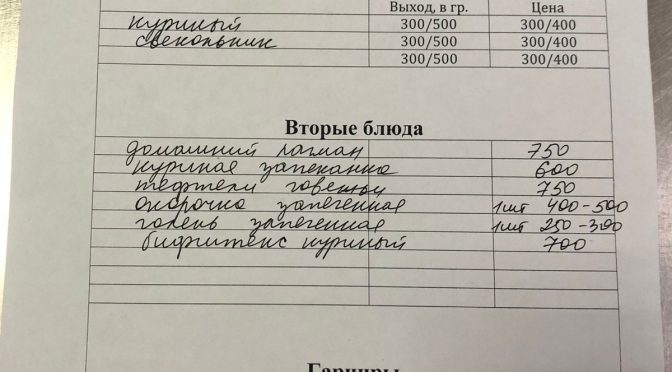 Выход, в гр. Цена
куриный 300/500 300/400
свекольник 300/500 300/400
300/500 300/400
Вторые блюда
домашний лагман 750
куриная запеканка 600
тефтели говяжьи 750
окорочка запеченная 1шт 400-500
голень запеченная 1шт 250-300
бифштекс куриный 700
Гарниры